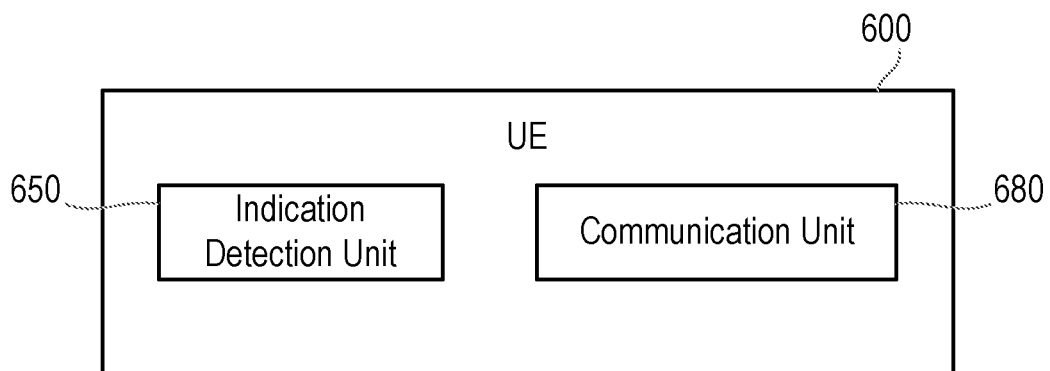 600
UE
650
Indication
Detection Unit
Communication Unit
680